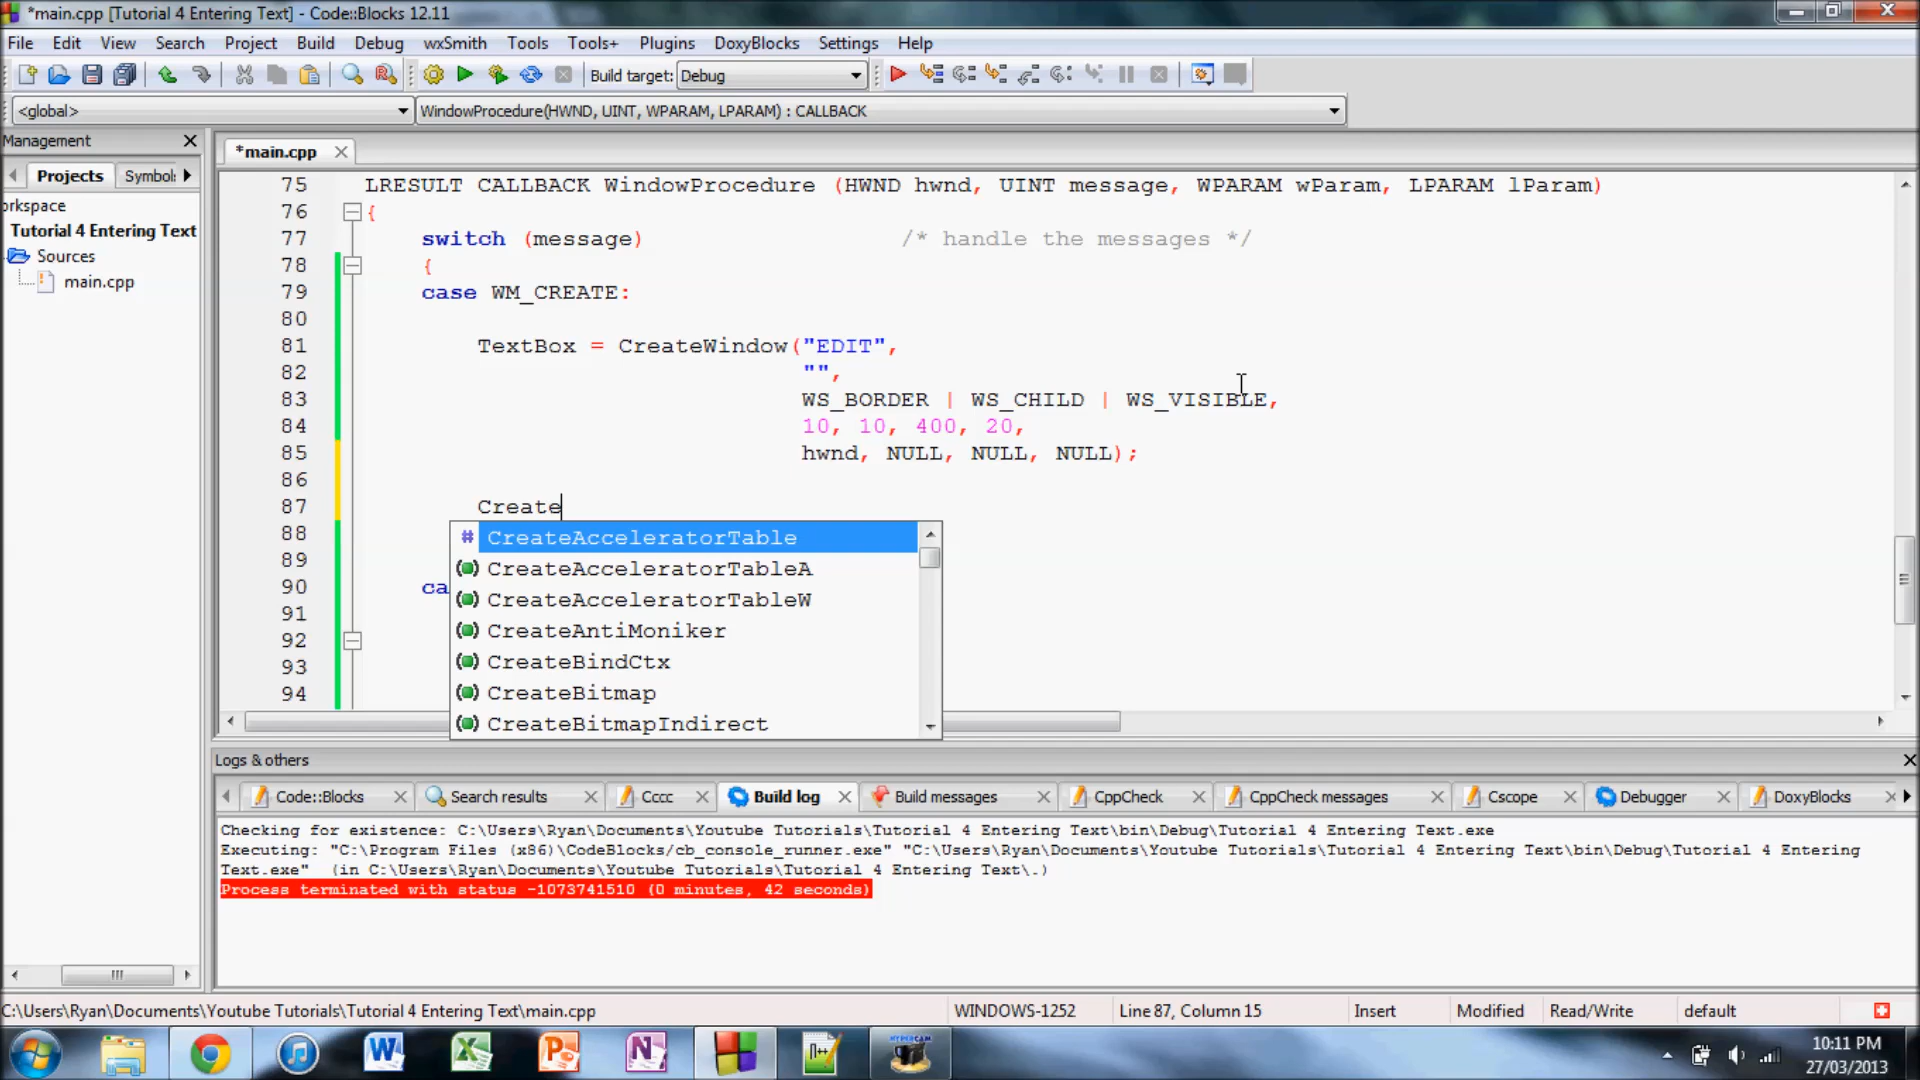 *main.cpp [Tutorial 4 Entering Text] - Code::Blocks 12.11
File Edit View Search Project Build Debug wxSmith Tools Tools+ Plugins DoxyBlocks Settings Help
Build target: Debug
<global> WindowProcedure(HWND, UINT, WPARAM, LPARAM) : CALLBACK
Management
*main.cpp
Projects Symbols
orkspace
Tutorial 4 Entering Text
Sources
main.cpp
75 LRESULT CALLBACK WindowProcedure (HWND hwnd, UINT message, WPARAM wParam, LPARAM lParam)
76 {
77 switch (message) /* handle the messages */
78 {
79 case WM_CREATE:
80
81 TextBox = CreateWindow("EDIT",
82 "",
83 WS_BORDER | WS_CHILD | WS_VISIBLE,
84 10, 10, 400, 20,
85 hwnd, NULL, NULL, NULL);
86
87 Create
88
89
90 ca
91
92
93
94
# CreateAcceleratorTable
CreateAcceleratorTableA
CreateAcceleratorTableW
CreateAntiMoniker
CreateBindCtx
CreateBitmap
CreateBitmapIndirect
Logs & others
Code::Blocks Search results Cccc Build log Build messages CppCheck CppCheck messages Cscope Debugger DoxyBlocks
Checking for existence: C:\Users\Ryan\Documents\Youtube Tutorials\Tutorial 4 Entering Text\bin\Debug\Tutorial 4 Entering Text.exe
Executing: "C:\Program Files (x86)\CodeBlocks/cb_console_runner.exe" "C:\Users\Ryan\Documents\Youtube Tutorials\Tutorial 4 Entering Text\bin\Debug\Tutorial 4 Entering
Text.exe"  (in C:\Users\Ryan\Documents\Youtube Tutorials\Tutorial 4 Entering Text\.)
Process terminated with status -1073741510 (0 minutes, 42 seconds)
C:\Users\Ryan\Documents\Youtube Tutorials\Tutorial 4 Entering Text\main.cpp WINDOWS-1252 Line 87, Column 15 Insert Modified Read/Write default
HYPERCAM
10:11 PM
27/03/2013